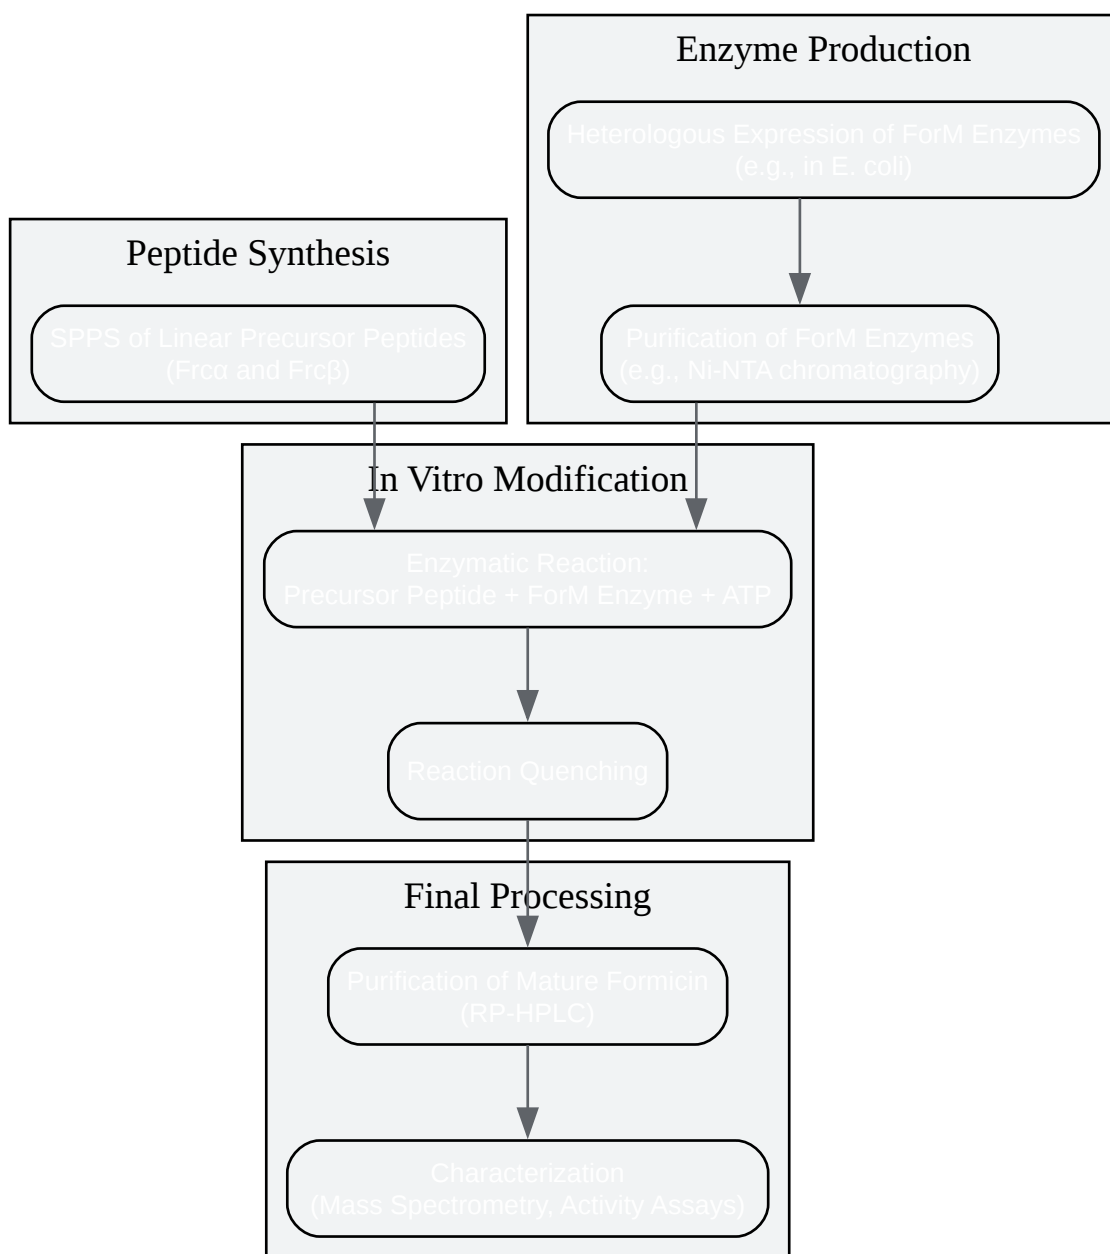 Enzyme Production
Heterologous Expression of ForM Enzymes
(e.g., in E. coli)
Peptide Synthesis
SPPS of Linear Precursor Peptides
(Frcα and Frcβ)
Purification of ForM Enzymes
(e.g., Ni-NTA chromatography)
In Vitro Modification
Enzymatic Reaction:
Precursor Peptide + ForM Enzyme + ATP
Reaction Quenching
Final Processing
Purification of Mature Formicin
(RP-HPLC)
Characterization
(Mass Spectrometry, Activity Assays)